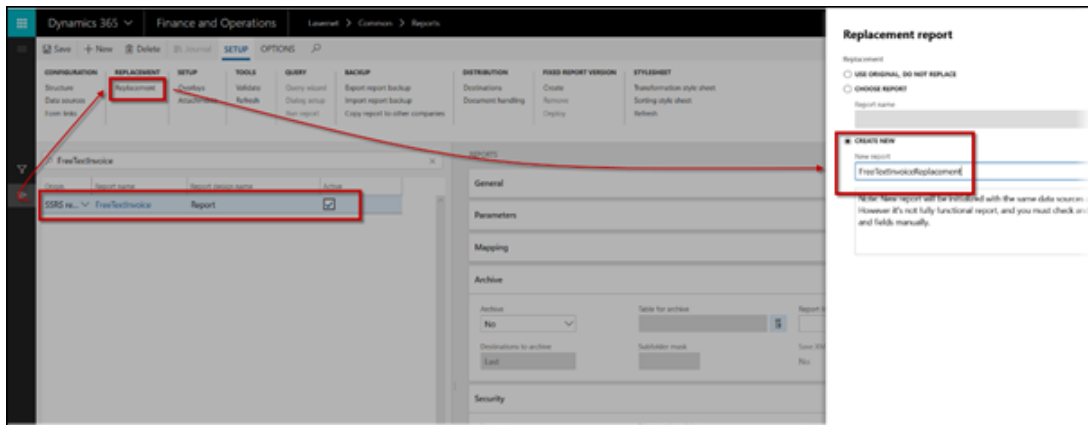 Dynamics 365 Finance and Operations Lasernet > Common > Reports
Save + New Delete Journal SETUP OPTIONS
CONFIGURATION REPLACEMENT SETUP TOOLS QUERY BACKUP DISTRIBUTION FIXED REPORT VERSION STYLESHEET
Structure Replacement Overlays Validate Query wizard Export report backup Destinations Create Transformation style sheet
Data sources Attachments Refresh Dialog setup Import report backup Document handling Remove Sorting style sheet
Form links Run report Copy report to other companies Deploy Refresh
FreeTextInvoice
Origin Report name Report design name Active
SSRS re... FreeTextInvoice Report
REPORTS
General
Parameters
Mapping
Archive
Archive Table for archive Report
No
Destinations to archive Subfolder mask Save
Last No
Security
Replacement report
Replacement
USE ORIGINAL, DO NOT REPLACE
CHOOSE REPORT
Report name
CREATE NEW
New report
FreeTextInvoiceReplacement
Note: New report will be initialized with the same data sources
However it's not fully functional report, and you must check
and fields manually.